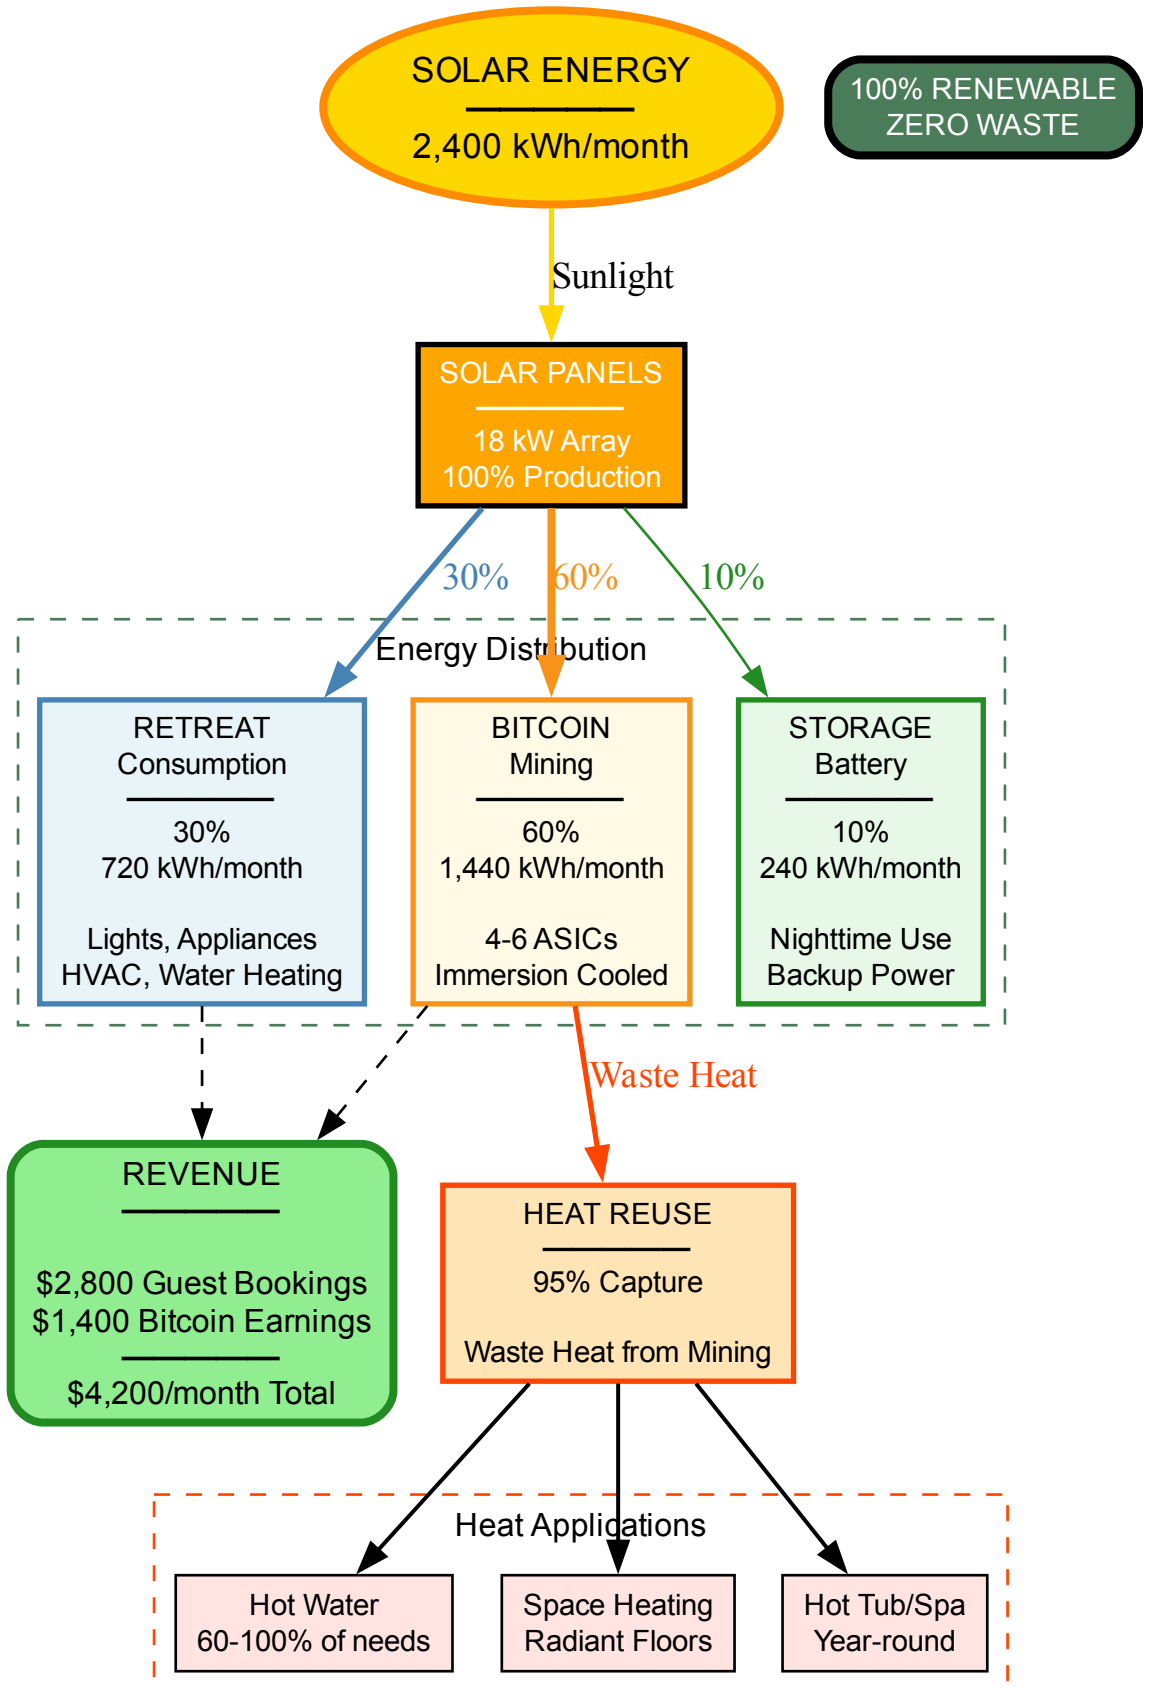 SOLAR ENERGY
2,400 kWh/month
100% RENEWABLE
ZERO WASTE
Sunlight
SOLAR PANELS
18 kW Array
100% Production
30%
60%
10%
Energy Distribution
RETREAT
Consumption
30%
720 kWh/month
Lights, Appliances
HVAC, Water Heating
BITCOIN
Mining
60%
1,440 kWh/month
4-6 ASICs
Immersion Cooled
STORAGE
Battery
10%
240 kWh/month
Nighttime Use
Backup Power
Waste Heat
REVENUE
$2,800 Guest Bookings
$1,400 Bitcoin Earnings
$4,200/month Total
HEAT REUSE
95% Capture
Waste Heat from Mining
Heat Applications
Hot Water
60-100% of needs
Space Heating
Radiant Floors
Hot Tub/Spa
Year-round